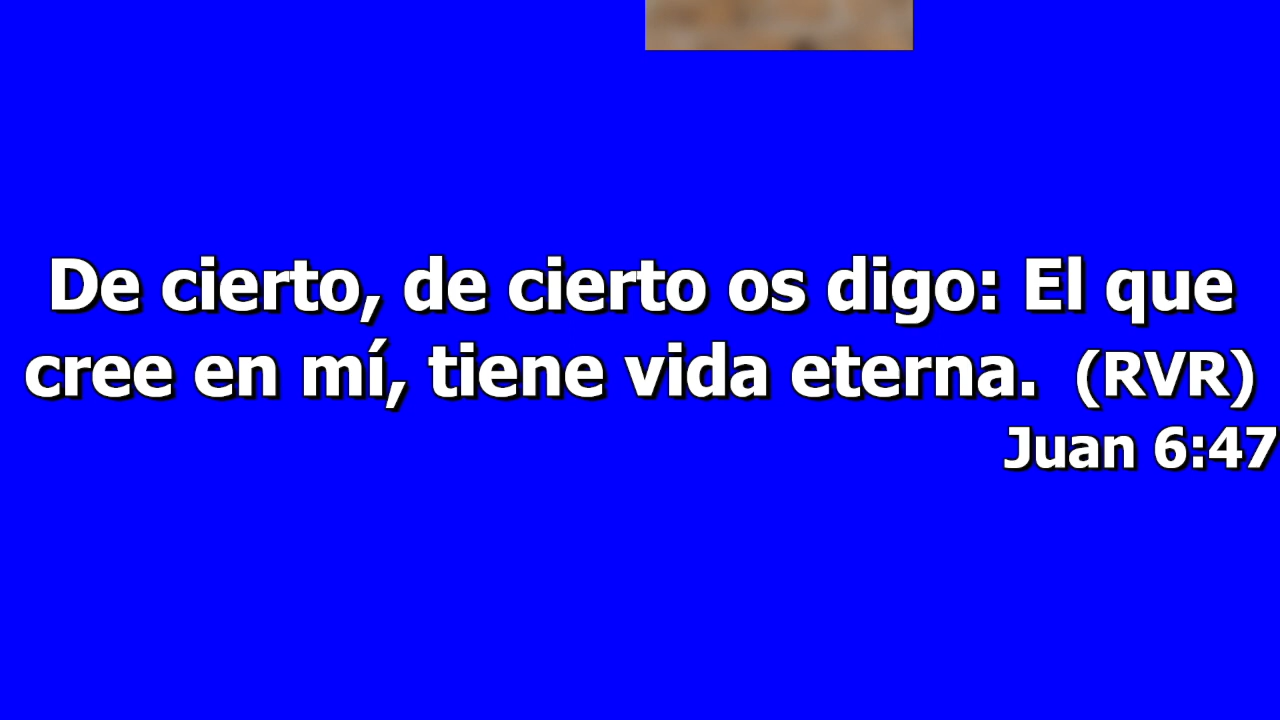 De cierto, de cierto os digo: El que
cree en mí, tiene vida eterna. (RVR)
Juan 6:47